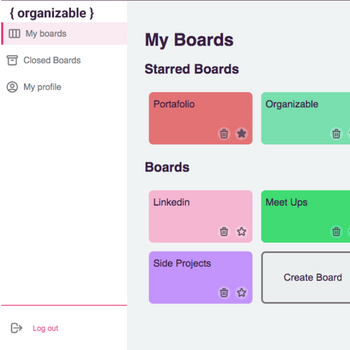 { organizable }
My boards
Closed Boards
My profile
Log out
My Boards
Starred Boards
Portafolio
Organizable
Boards
Linkedin
Meet Ups
Side Projects
Create Board